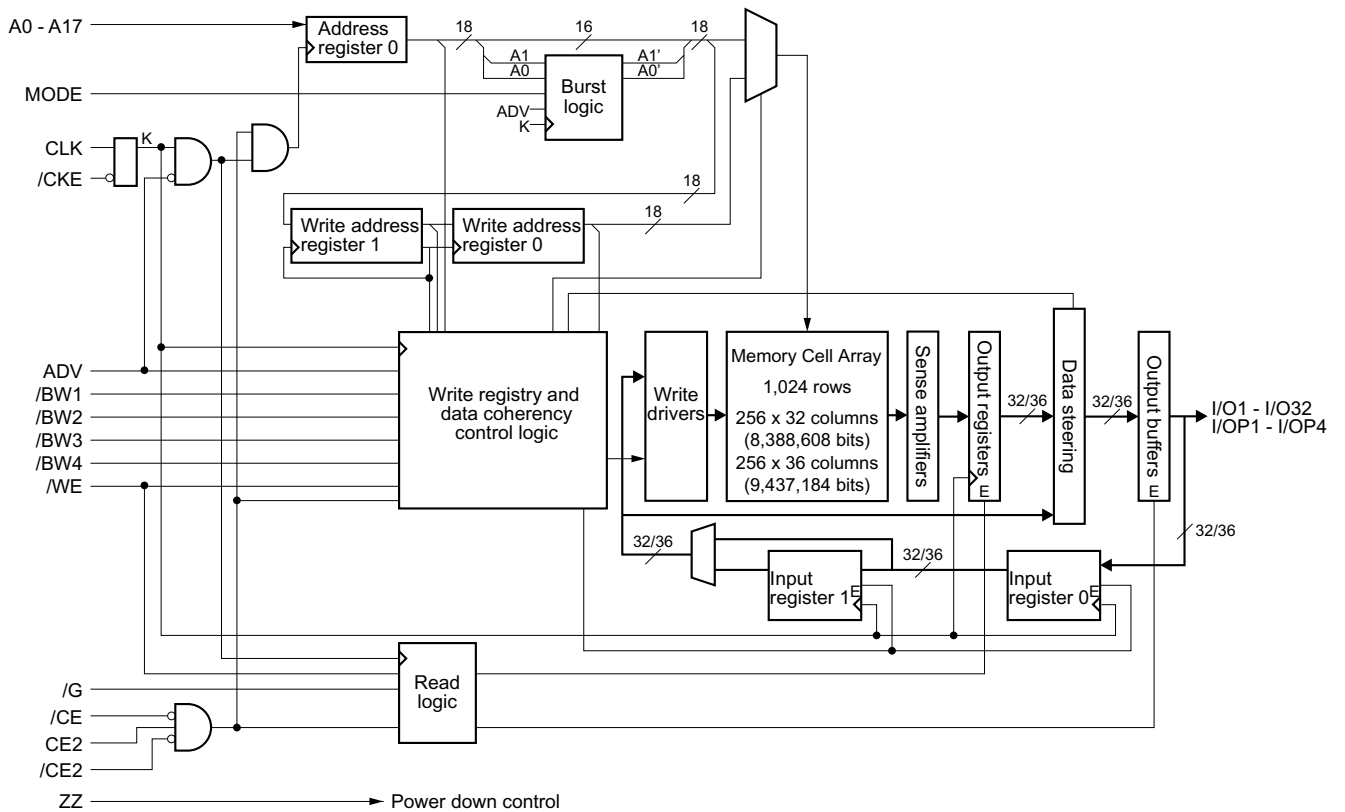 A0 - A17
Address
register 0
18
16
18
A1
A0
A1'
A0'
Burst
logic
MODE
ADV
K
CLK
K
/CKE
18
Write address
register 1
Write address
register 0
18
ADV
/BW1
/BW2
/BW3
/BW4
/WE
Write registry and
data coherency
control logic
Write
drivers
Memory Cell Array
1,024 rows
256 x 32 columns
(8,388,608 bits)
256 x 36 columns
(9,437,184 bits)
Sense amplifiers
Output registers
E
32/36
Data steering
32/36
Output buffers
E
I/O1 - I/O32
I/OP1 - I/OP4
32/36
32/36
Input
register 1
E
32/36
Input
register 0
E
Read
logic
/G
/CE
CE2
/CE2
ZZ
Power down control